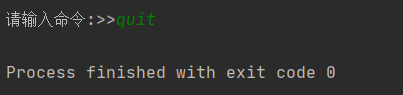 请输入命令:>>quit
Process finished with exit code 0